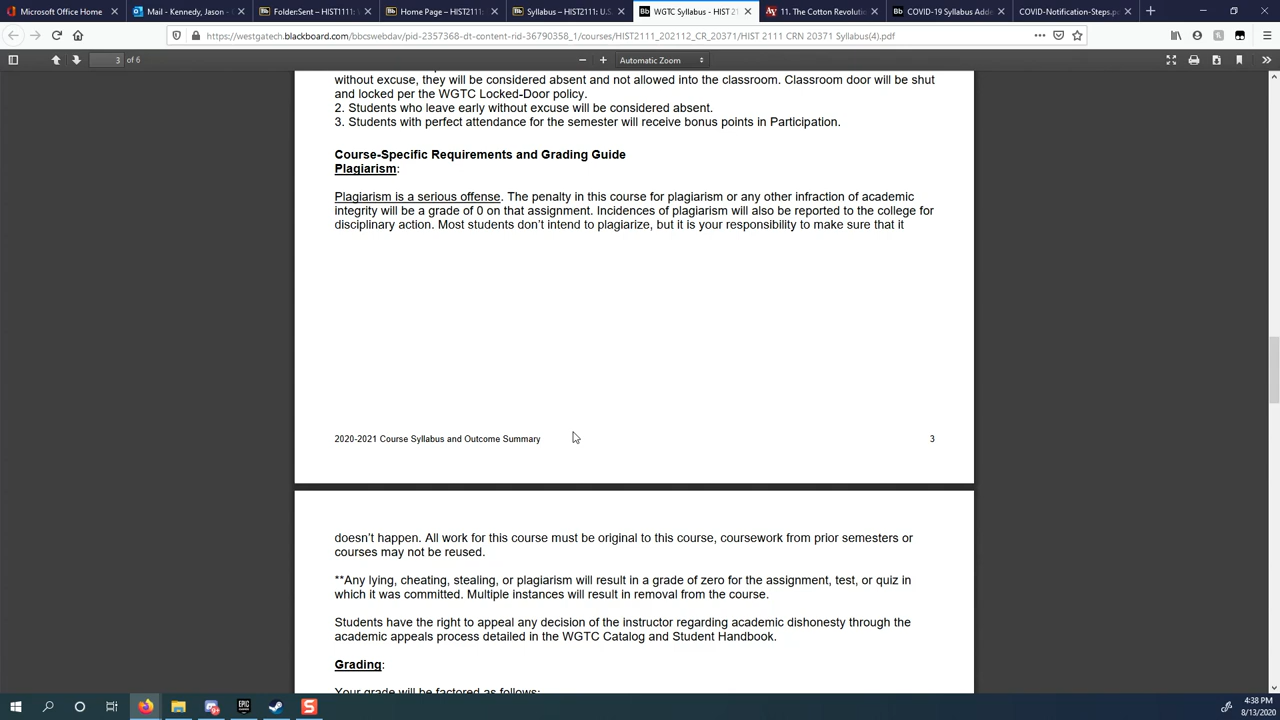 Microsoft Office Home
Mail - Kennedy, Jason -
Folder:Sent – HIST1111:
Home Page – HIST2111:
Syllabus – HIST2111: U.S.
WGTC Syllabus - HIST 21
11. The Cotton Revoluti
COVID-19 Syllabus Adde
COVID-Notification-Steps.p
https://westgatech.blackboard.com/bbcswebdav/pid-2357368-dt-content-rid-36790358_1/courses/HIST2111_202112_CR_20371/HIST 2111 CRN 20371 Syllabus(4).pdf
3 of 6
Automatic Zoom
without excuse, they will be considered absent and not allowed into the classroom. Classroom door will be shut
and locked per the WGTC Locked-Door policy.
2. Students who leave early without excuse will be considered absent.
3. Students with perfect attendance for the semester will receive bonus points in Participation.
Course-Specific Requirements and Grading Guide
Plagiarism:
Plagiarism is a serious offense. The penalty in this course for plagiarism or any other infraction of academic
integrity will be a grade of 0 on that assignment. Incidences of plagiarism will also be reported to the college for
disciplinary action. Most students don't intend to plagiarize, but it is your responsibility to make sure that it
2020-2021 Course Syllabus and Outcome Summary 3
doesn't happen. All work for this course must be original to this course, coursework from prior semesters or
courses may not be reused.
**Any lying, cheating, stealing, or plagiarism will result in a grade of zero for the assignment, test, or quiz in
which it was committed. Multiple instances will result in removal from the course.
Students have the right to appeal any decision of the instructor regarding academic dishonesty through the
academic appeals process detailed in the WGTC Catalog and Student Handbook.
Grading:
Your grade will be factored as follows:
4:38 PM
8/13/2020